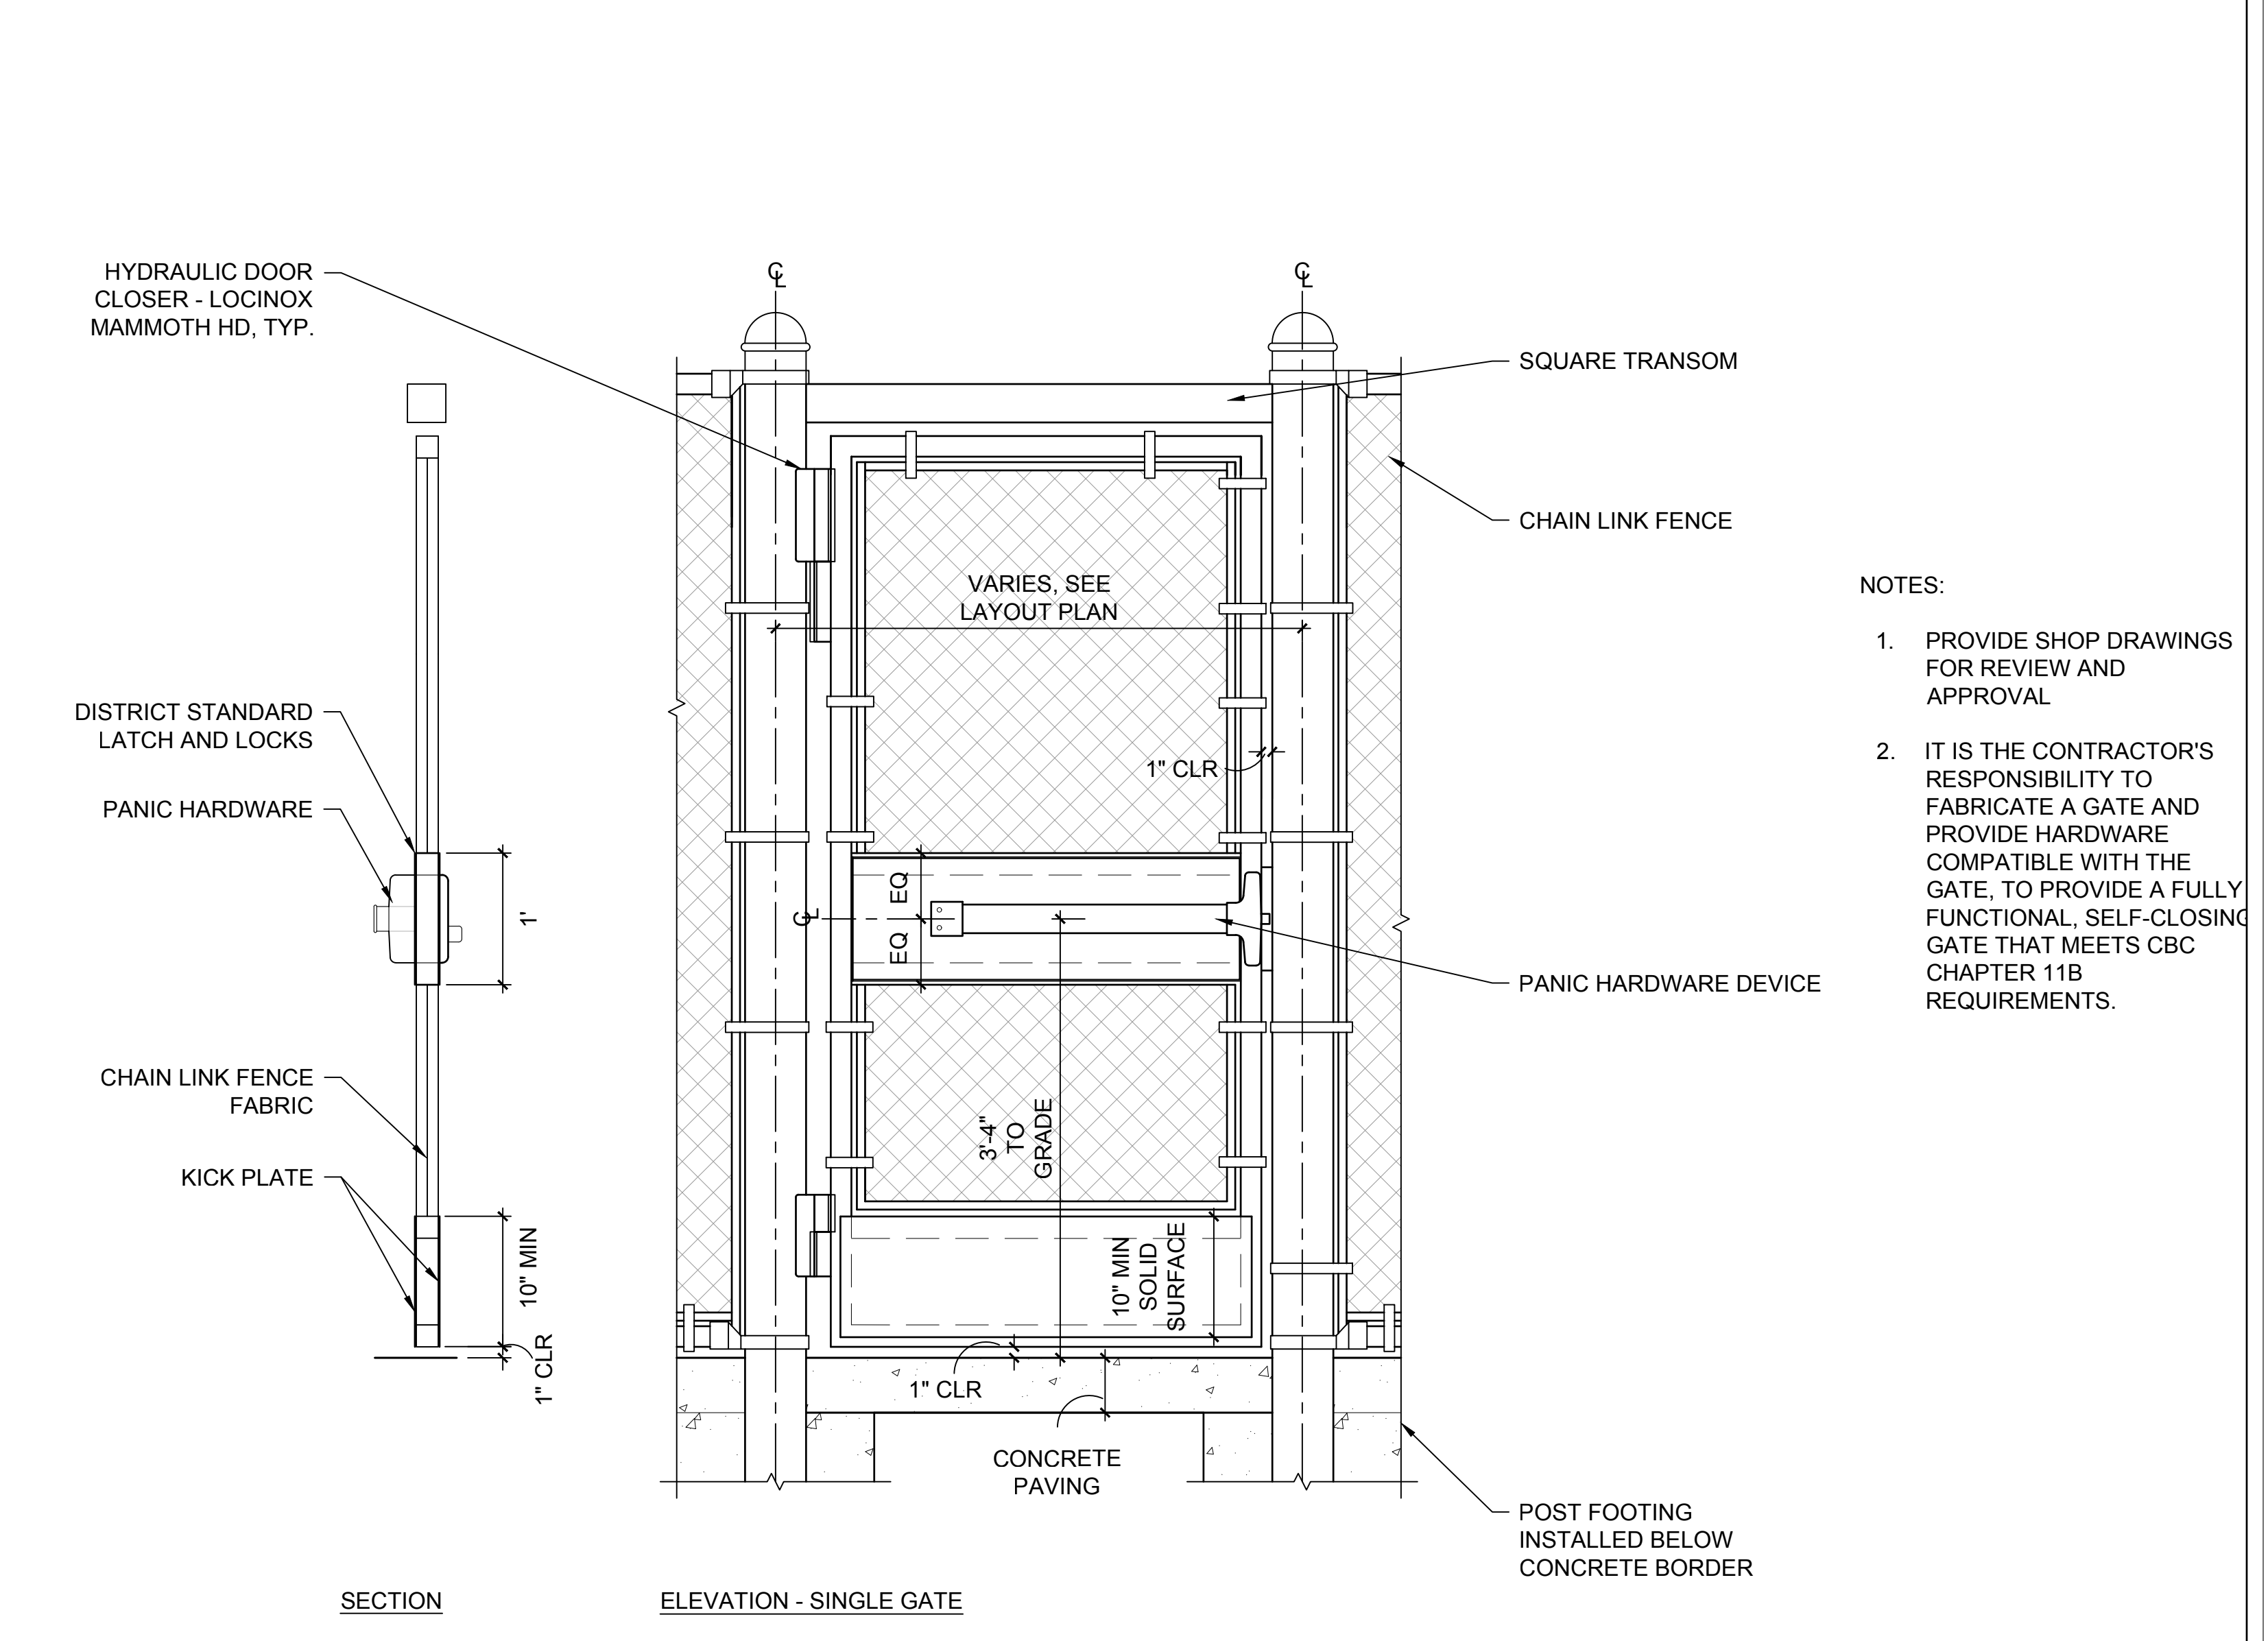 HYDRAULIC DOOR
CLOSER - LOCINOX
MAMMOTH HD, TYP.
DISTRICT STANDARD
LATCH AND LOCKS
PANIC HARDWARE
CHAIN LINK FENCE
FABRIC
KICK PLATE
1'
10" MIN
1" CLR
SECTION
℄
℄
VARIES, SEE
LAYOUT PLAN
1" CLR
EQ
℄
EQ
3'-4"
TO
GRADE
10" MIN
SOLID
SURFACE
1" CLR
CONCRETE
PAVING
ELEVATION - SINGLE GATE
SQUARE TRANSOM
CHAIN LINK FENCE
PANIC HARDWARE DEVICE
POST FOOTING
INSTALLED BELOW
CONCRETE BORDER
NOTES:
1. PROVIDE SHOP DRAWINGS
FOR REVIEW AND
APPROVAL
2. IT IS THE CONTRACTOR'S
RESPONSIBILITY TO
FABRICATE A GATE AND
PROVIDE HARDWARE
COMPATIBLE WITH THE
GATE, TO PROVIDE A FULLY
FUNCTIONAL, SELF-CLOSING
GATE THAT MEETS CBC
CHAPTER 11B
REQUIREMENTS.